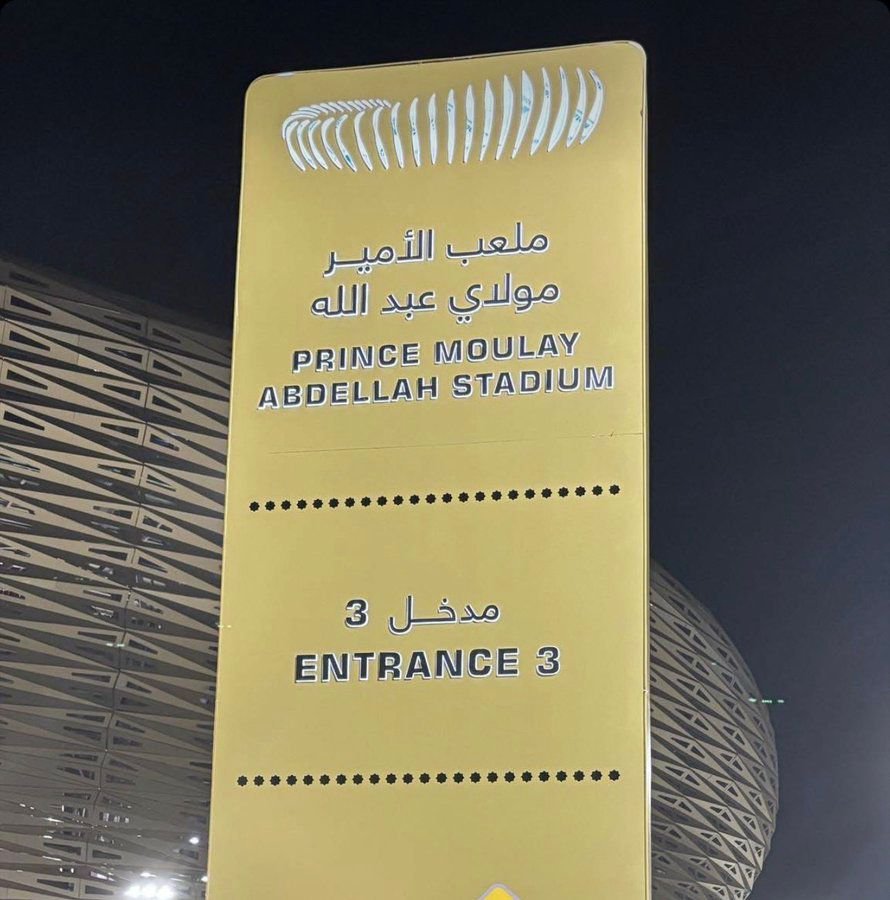 ملعب الأمير
مولاي عبد الله
PRINCE MOULAY
ABDELLAH STADIUM
مدخل 3
ENTRANCE 3